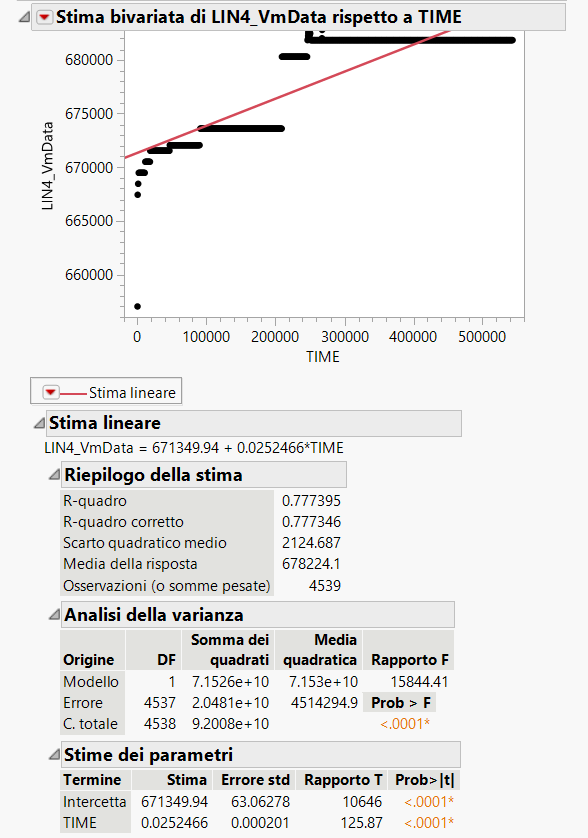 Stima bivariata di LIN4_VmData rispetto a TIME
680000
675000
670000
665000
660000
LIN4_VmData
0 100000 200000 300000 400000 500000
TIME
Stima lineare
Stima lineare
LIN4_VmData = 671349.94 + 0.0252466*TIME
Riepilogo della stima
R-quadro 0.777395
R-quadro corretto 0.777346
Scarto quadratico medio 2124.687
Media della risposta 678224.1
Osservazioni (o somme pesate) 4539
Analisi della varianza
Somma dei Media
Origine DF quadrati quadratica Rapporto F
Modello 1 7.1526e+10 7.153e+10 15844.41
Errore 4537 2.0481e+10 4514294.9 Prob > F
C. totale 4538 9.2008e+10 <.0001*
Stime dei parametri
Termine Stima Errore std Rapporto T Prob>|t|
Intercetta 671349.94 63.06278 10646 <.0001*
TIME 0.0252466 0.000201 125.87 <.0001*